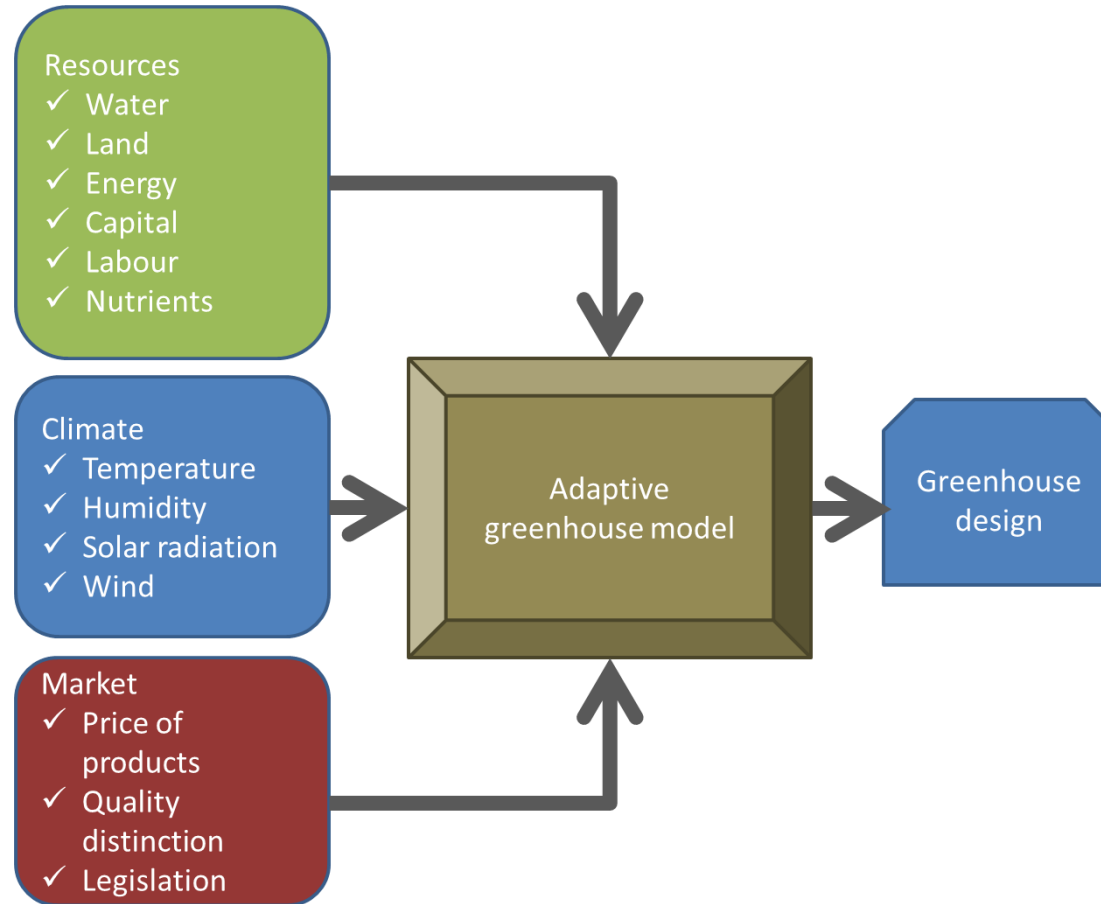 Resources
✓ Water
✓ Land
✓ Energy
✓ Capital
✓ Labour
✓ Nutrients
Climate
✓ Temperature
✓ Humidity
✓ Solar radiation
✓ Wind
Market
✓ Price of
products
✓ Quality
distinction
✓ Legislation
Adaptive
greenhouse model
Greenhouse
design